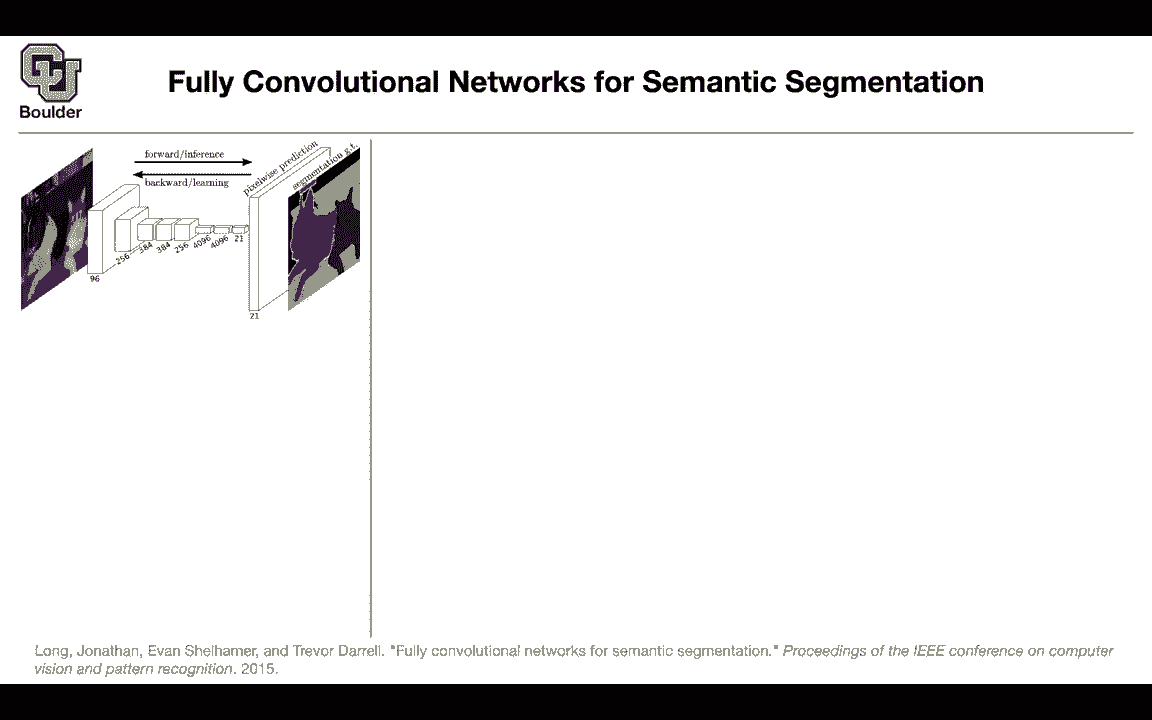 Boulder
Fully Convolutional Networks for Semantic Segmentation
forward/inference
backward/learning
pixelwise prediction
segmentation g.t.
96
256
384
384
256
4096
4096
21
21
Long, Jonathan, Evan Shelhamer, and Trevor Darrell. "Fully convolutional networks for semantic segmentation." Proceedings of the IEEE conference on computer
vision and pattern recognition. 2015.